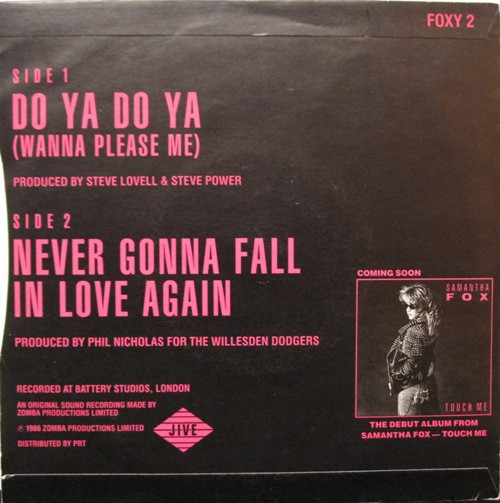 FOXY 2
SIDE 1
DO YA DO YA
(WANNA PLEASE ME)
PRODUCED BY STEVE LOVELL & STEVE POWER
SIDE 2
NEVER GONNA FALL
IN LOVE AGAIN
PRODUCED BY PHIL NICHOLAS FOR THE WILLESDEN DODGERS
RECORDED AT BATTERY STUDIOS, LONDON
AN ORIGINAL SOUND RECORDING MADE BY
ZOMBA PRODUCTIONS LIMITED
℗ 1986 ZOMBA PRODUCTIONS LIMITED
DISTRIBUTED BY PRT
JIVE
COMING SOON
SAMANTHA
FOX
TOUCH ME
THE DEBUT ALBUM FROM
SAMANTHA FOX — TOUCH ME